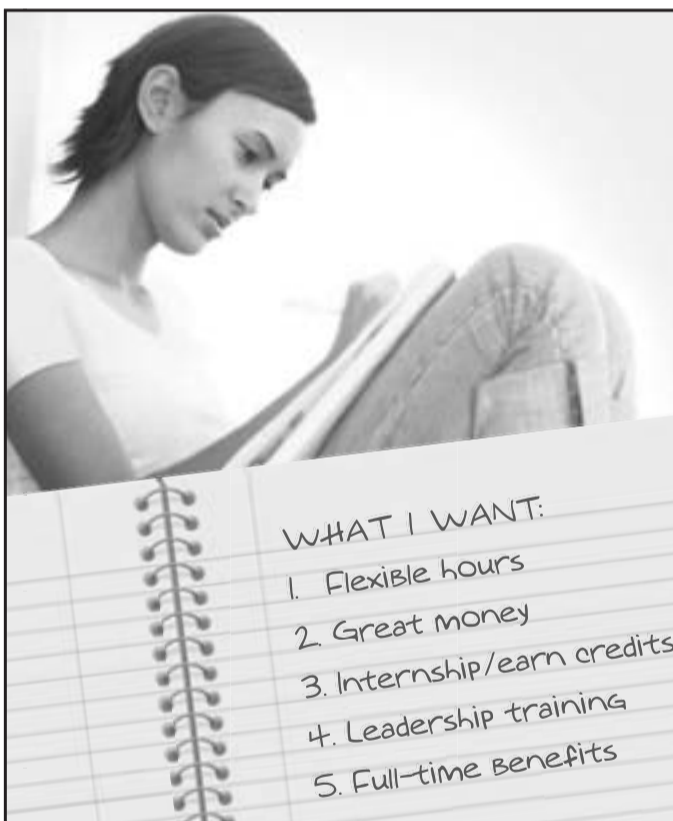 WHAT I WANT:
1. Flexible hours
2. Great money
3. Internship/earn credits
4. Leadership training
5. Full-time Benefits